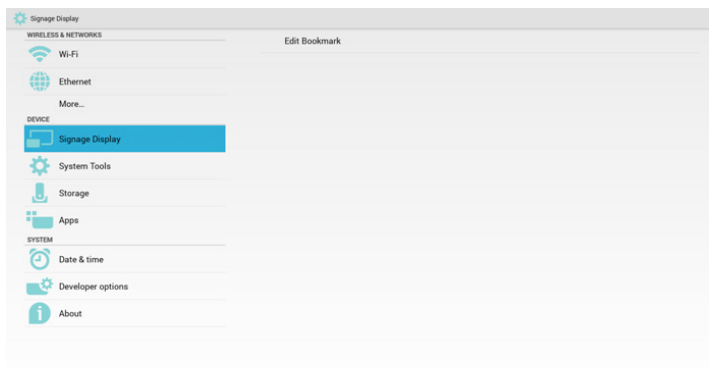 Signage Display
WIRELESS & NETWORKS
Wi-Fi
Ethernet
More...
DEVICE
Signage Display
System Tools
Storage
Apps
SYSTEM
Date & time
Developer options
About
Edit Bookmark